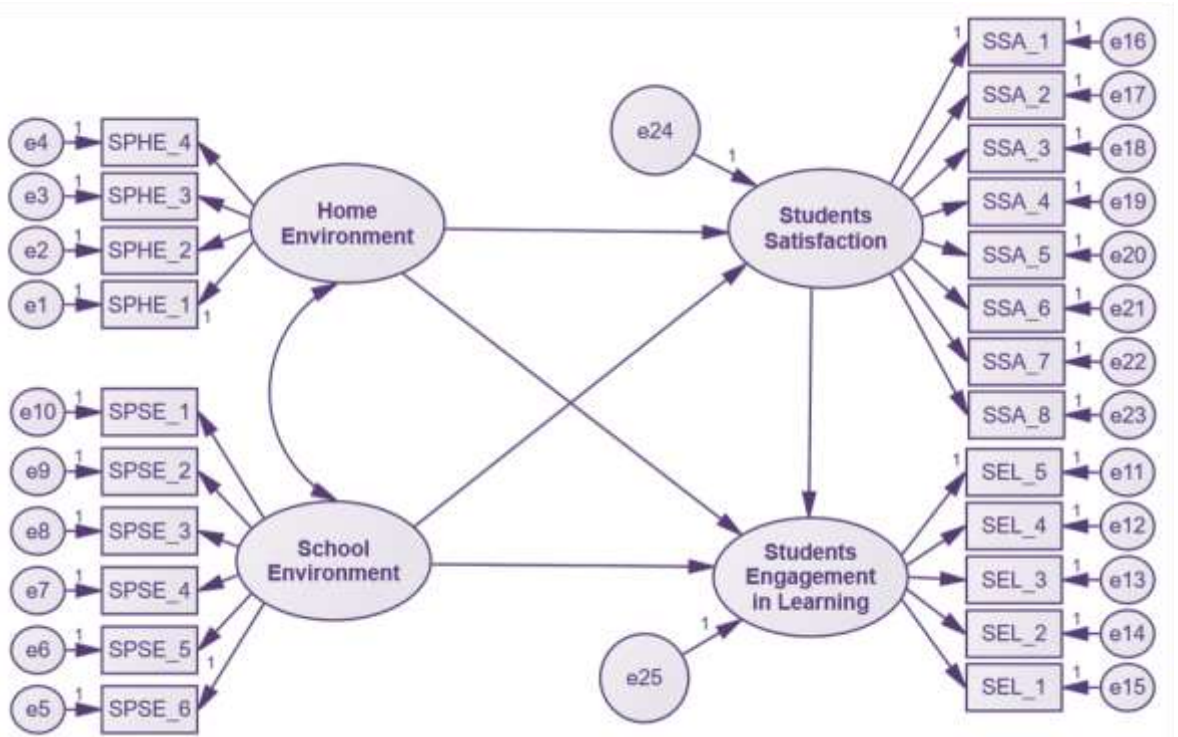 e4
1
SPHE_4
e3
1
SPHE_3
e2
1
SPHE_2
e1
1
SPHE_1
1
Home
Environment
e10
1
SPSE_1
e9
1
SPSE_2
e8
1
SPSE_3
e7
1
SPSE_4
e6
1
SPSE_5
1
e5
1
SPSE_6
School
Environment
e24
1
Students
Satisfaction
1
SSA_1
1
e16
SSA_2
1
e17
SSA_3
1
e18
SSA_4
1
e19
SSA_5
1
e20
SSA_6
1
e21
SSA_7
1
e22
SSA_8
1
e23
Students
Engagement
in Learning
1
e25
1
SEL_5
1
e11
SEL_4
1
e12
SEL_3
1
e13
SEL_2
1
e14
SEL_1
1
e15